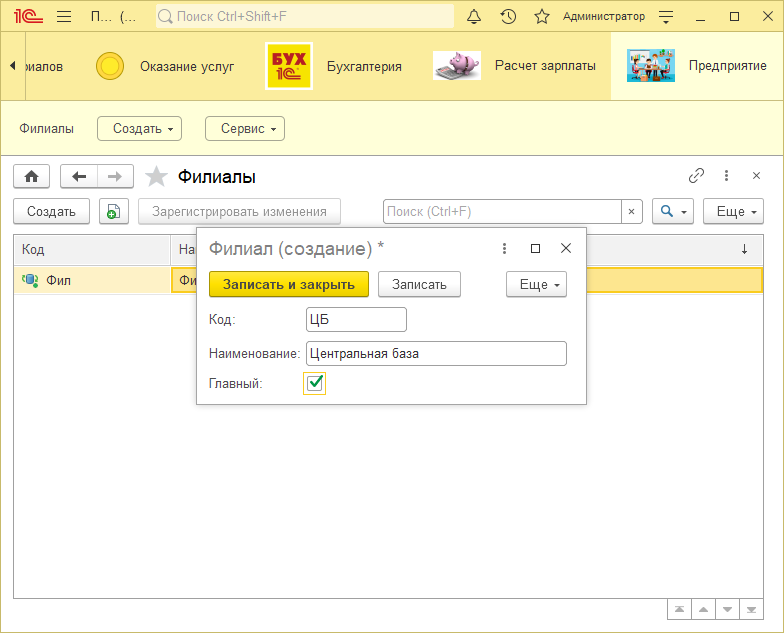 1С П... (... Поиск Ctrl+Shift+F Администратор
риалов Оказание услуг БУХ 1С Бухгалтерия Расчет зарплаты Предприятие
Филиалы Создать Сервис
Филиалы
Создать Зарегистрировать изменения Поиск (Ctrl+F) × Еще
Код На
Фил Фи
Филиал (создание) *
Записать и закрыть Записать Еще
Код: ЦБ
Наименование: Центральная база
Главный: